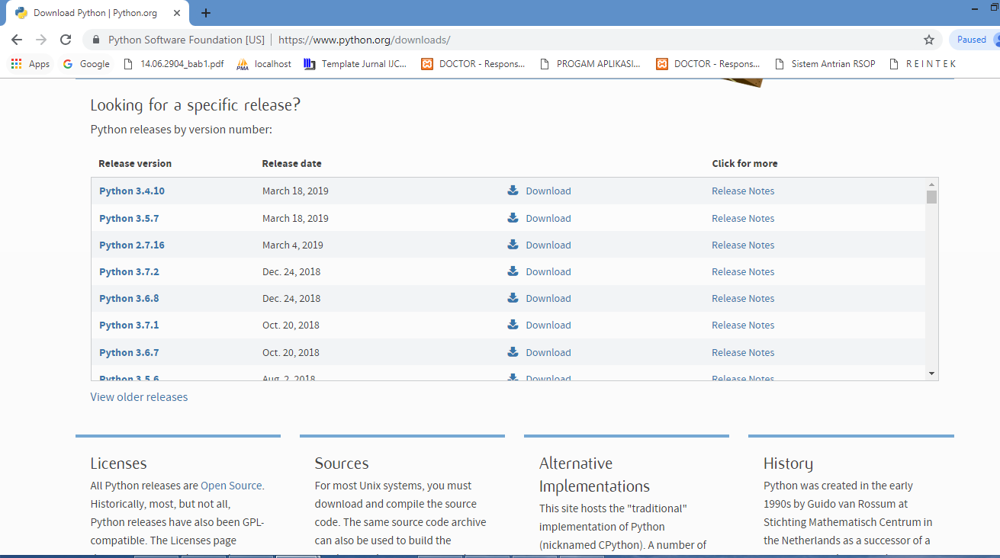 Download Python | Python.org
Python Software Foundation [US] | https://www.python.org/downloads/
Paused
Apps Google 14.06.2904_bab1.pdf localhost Template Jurnal IJC... DOCTOR - Respons... PROGAM APLIKASI... DOCTOR - Respons... Sistem Antrian RSOP R E I N T E K
Looking for a specific release?
Python releases by version number:
Release version Release date Click for more
Python 3.4.10 March 18, 2019 Download Release Notes
Python 3.5.7 March 18, 2019 Download Release Notes
Python 2.7.16 March 4, 2019 Download Release Notes
Python 3.7.2 Dec. 24, 2018 Download Release Notes
Python 3.6.8 Dec. 24, 2018 Download Release Notes
Python 3.7.1 Oct. 20, 2018 Download Release Notes
Python 3.6.7 Oct. 20, 2018 Download Release Notes
Python 3.5.6 Aug. 2, 2018 Download Release Notes
View older releases
Licenses
All Python releases are Open Source.
Historically, most, but not all,
Python releases have also been GPL-
compatible. The Licenses page
Sources
For most Unix systems, you must
download and compile the source
code. The same source code archive
can also be used to build the
Alternative
Implementations
This site hosts the "traditional"
implementation of Python
(nicknamed CPython). A number of
History
Python was created in the early
1990s by Guido van Rossum at
Stichting Mathematisch Centrum in
the Netherlands as a successor of a